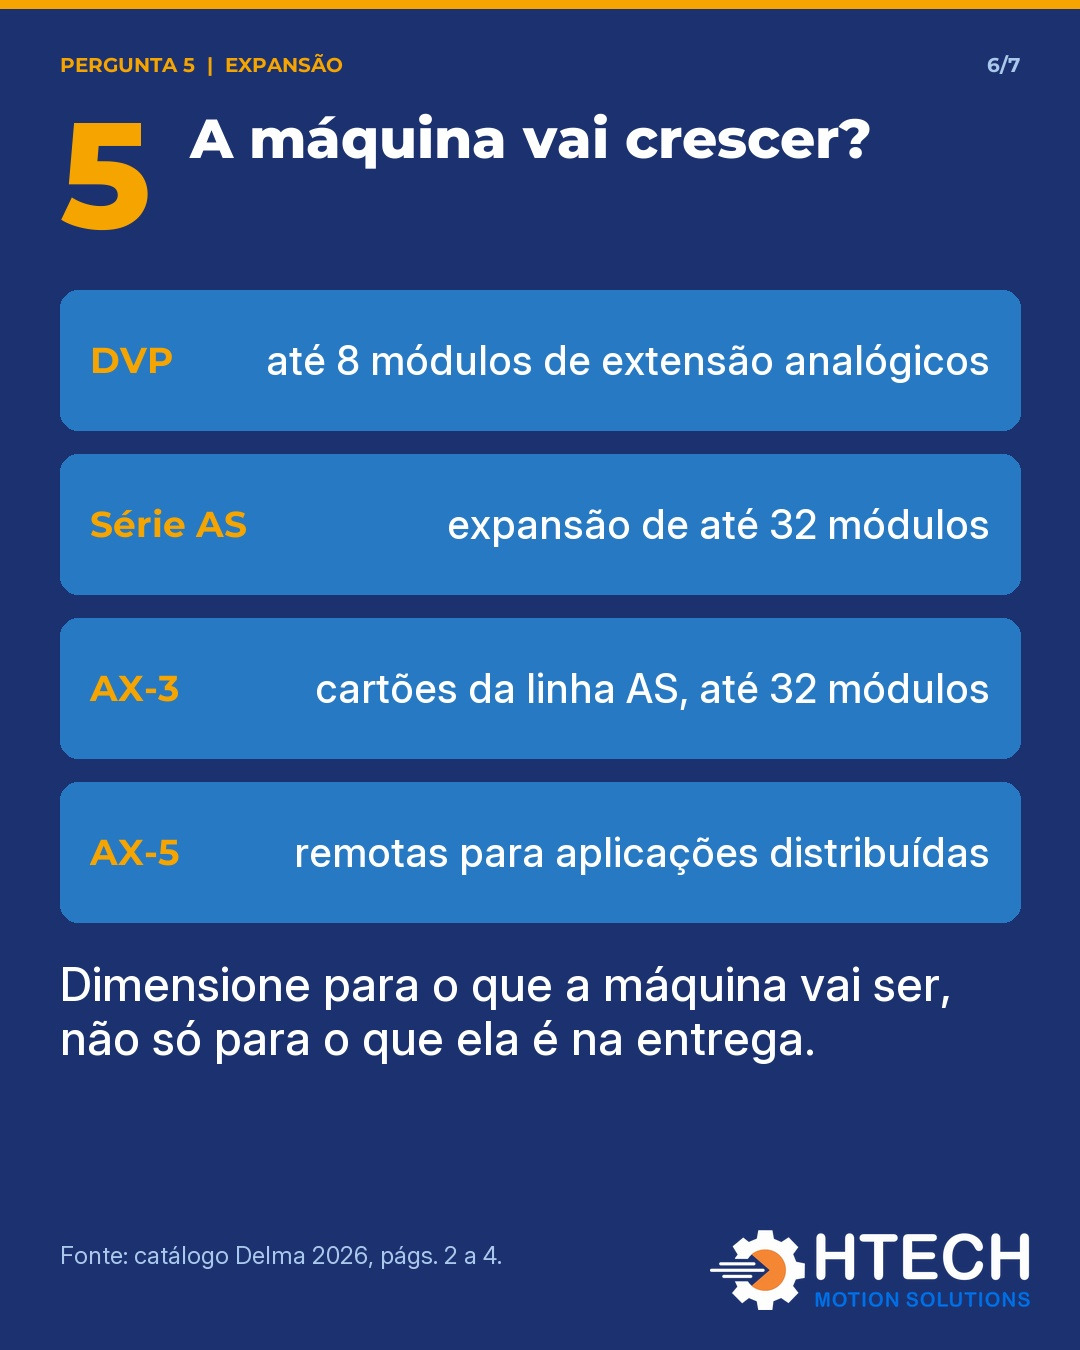 PERGUNTA 5 | EXPANSÃO
6/7
5
A máquina vai crescer?
DVP
até 8 módulos de extensão analógicos
Série AS
expansão de até 32 módulos
AX-3
cartões da linha AS, até 32 módulos
AX-5
remotas para aplicações distribuídas
Dimensione para o que a máquina vai ser,
não só para o que ela é na entrega.
Fonte: catálogo Delma 2026, págs. 2 a 4.
HTECH
MOTION SOLUTIONS